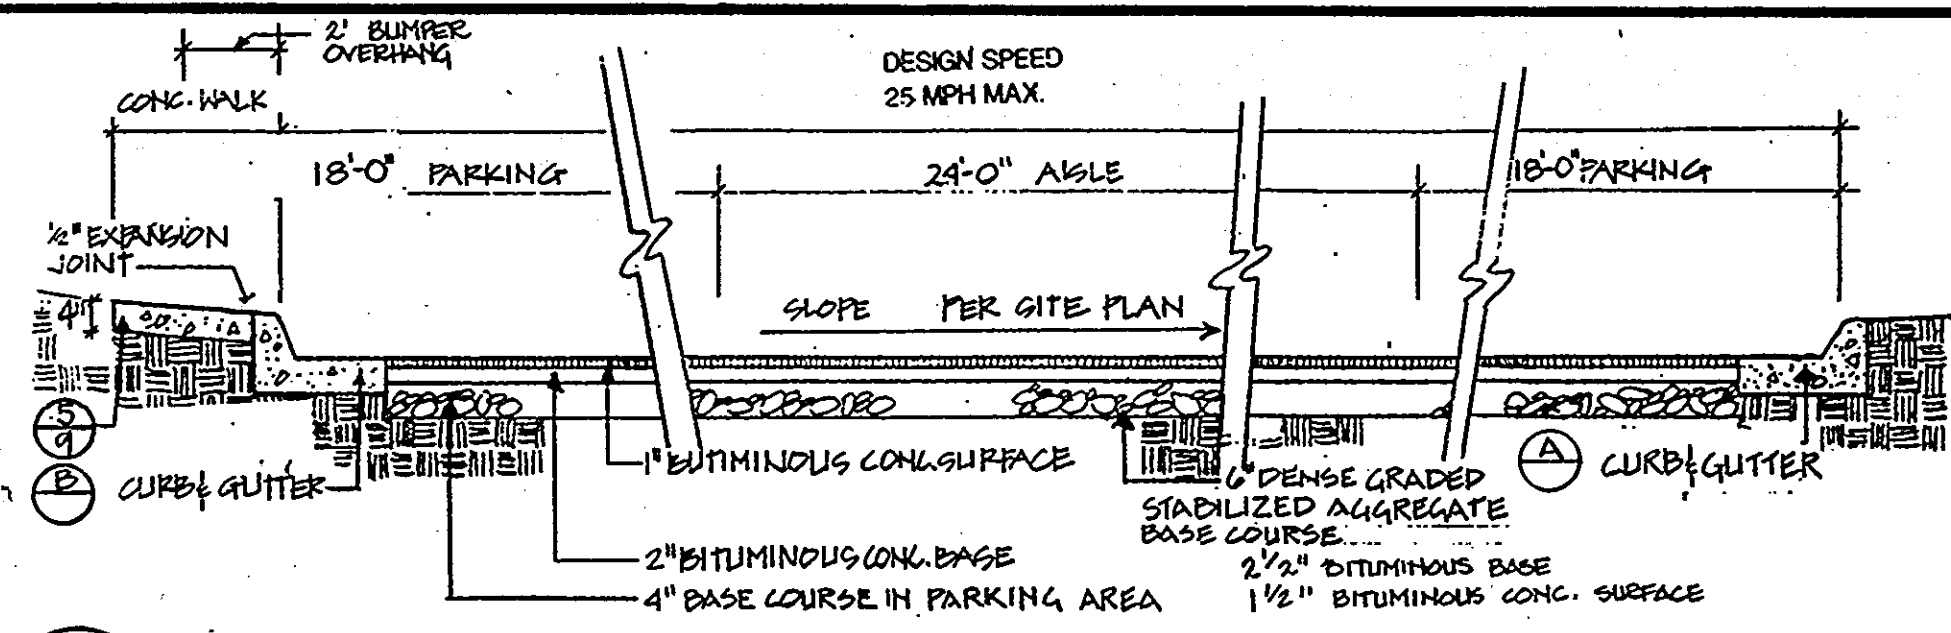 2' BUMPER
OVERHANG
DESIGN SPEED
25 MPH MAX.
CONC. WALK
18'-0" PARKING
24'-0" AISLE
18'-0" PARKING
1/2" EXPANSION
JOINT
4"
SLOPE PER SITE PLAN
5
9
B
CURB & GUTTER
1" BUTIMINOUS CONC. SURFACE
A
CURB & GUTTER
6" DENSE GRADED
STABILIZED AGGREGATE
BASE COURSE
2" BITUMINOUS CONC. BASE
2 1/2" BITUMINOUS BASE
4" BASE COURSE IN PARKING AREA
1 1/2" BITUMINOUS CONC. SURFACE